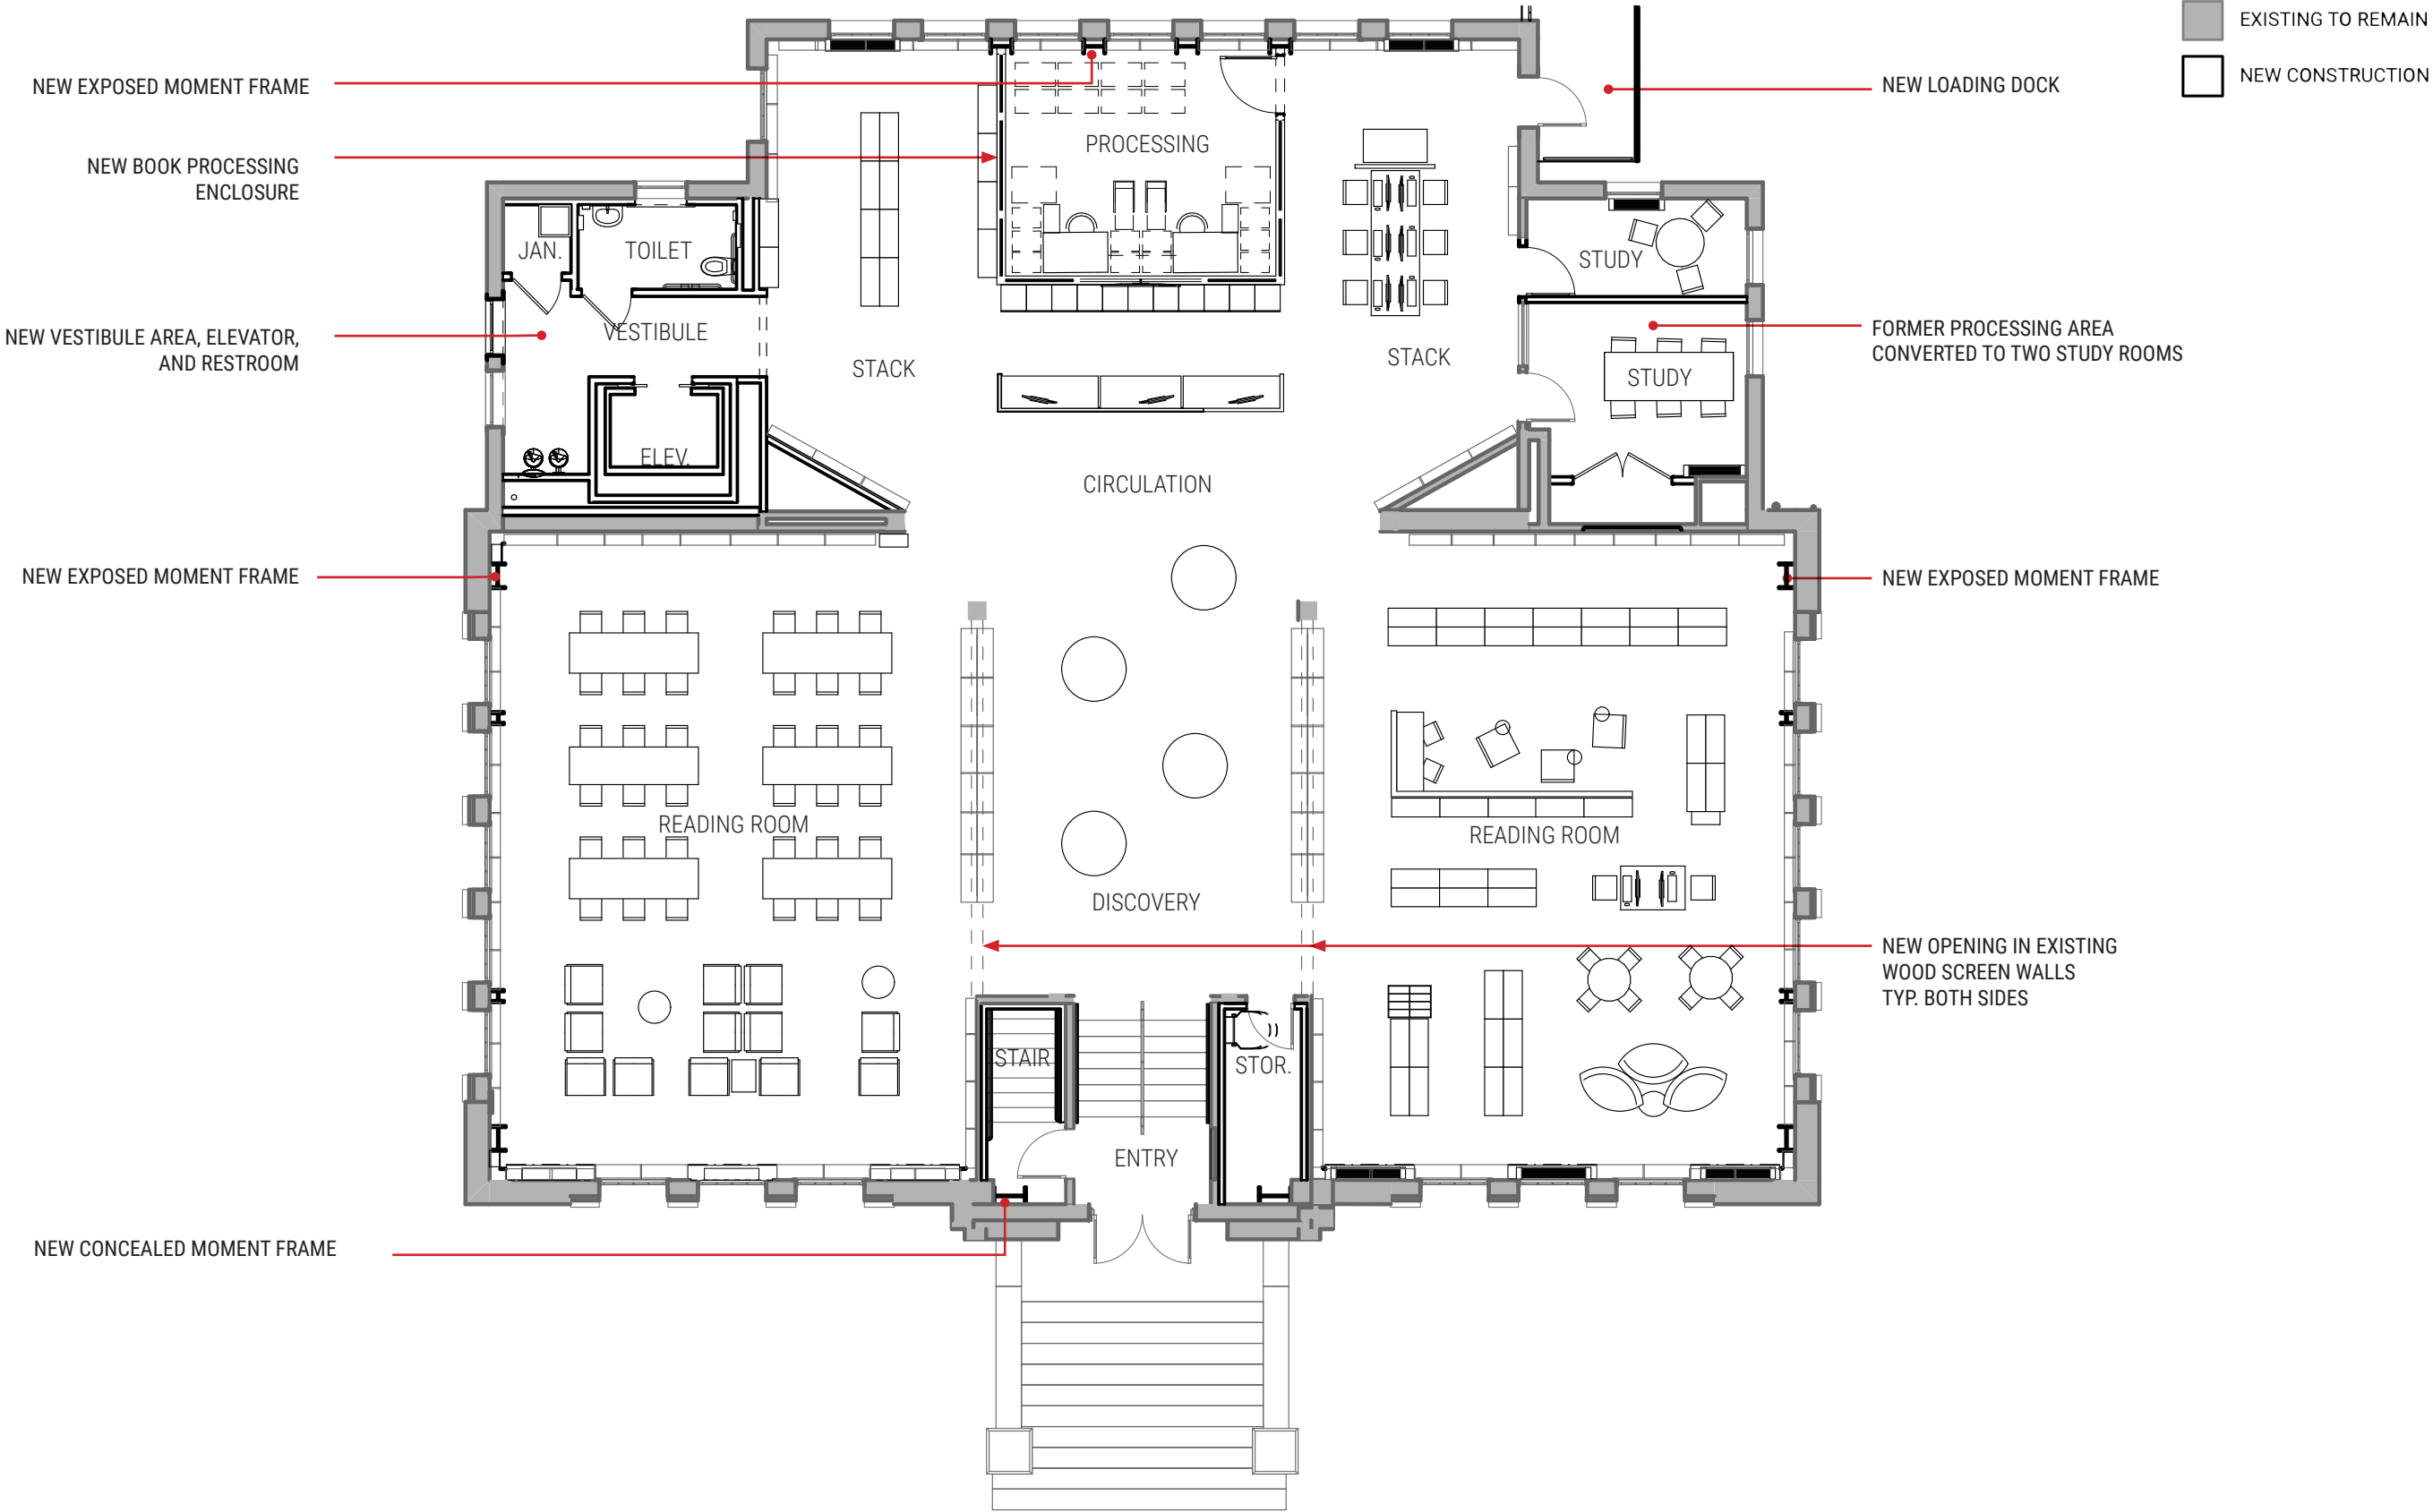 EXISTING TO REMAIN
NEW CONSTRUCTION
NEW EXPOSED MOMENT FRAME
NEW LOADING DOCK
NEW BOOK PROCESSING
ENCLOSURE
PROCESSING
JAN.
TOILET
STUDY
NEW VESTIBULE AREA, ELEVATOR,
AND RESTROOM
VESTIBULE
STACK
STACK
FORMER PROCESSING AREA
CONVERTED TO TWO STUDY ROOMS
STUDY
ELEV.
CIRCULATION
NEW EXPOSED MOMENT FRAME
NEW EXPOSED MOMENT FRAME
READING ROOM
READING ROOM
DISCOVERY
NEW OPENING IN EXISTING
WOOD SCREEN WALLS
TYP. BOTH SIDES
STAIR
STOR.
ENTRY
NEW CONCEALED MOMENT FRAME